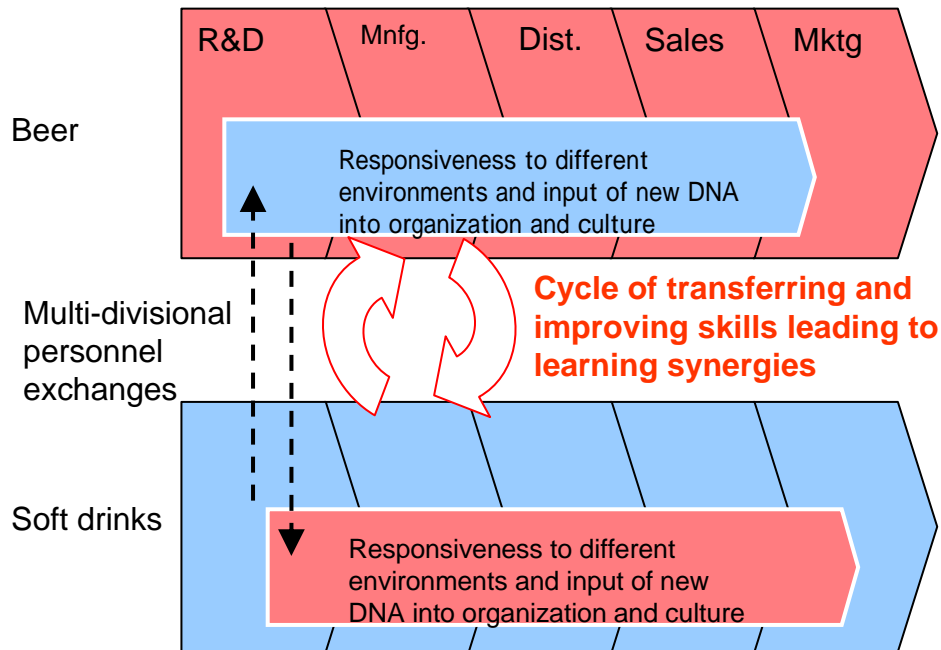 R&D Mnfg. Dist. Sales Mktg
Beer
Responsiveness to different
environments and input of new DNA
into organization and culture
Multi-divisional
personnel
exchanges
Cycle of transferring and
improving skills leading to
learning synergies
Soft drinks
Responsiveness to different
environments and input of new
DNA into organization and culture